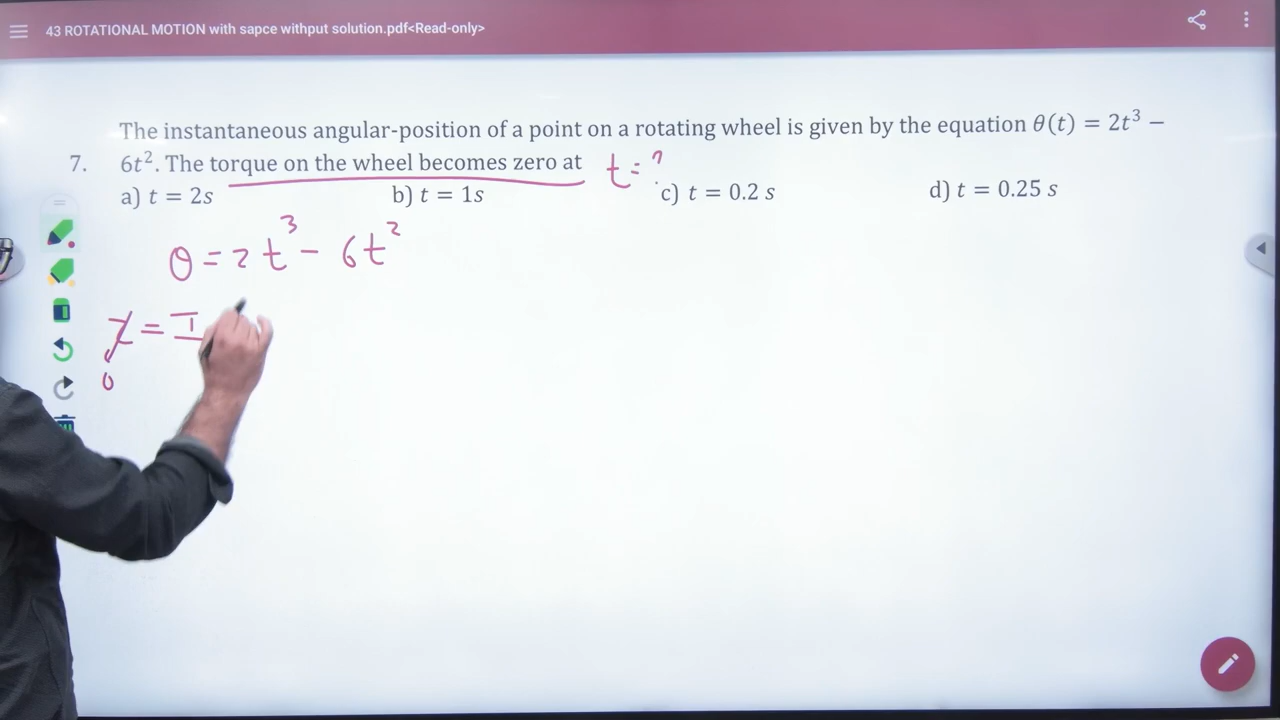 43 ROTATIONAL MOTION with sapce withput solution.pdf<Read-only>
The instantaneous angular-position of a point on a rotating wheel is given by the equation θ(t) = 2t³ −
7. 6t². The torque on the wheel becomes zero at t = ?
a) t = 2s b) t = 1s c) t = 0.2 s d) t = 0.25 s
θ = 2t³ − 6t²
τ = I
0